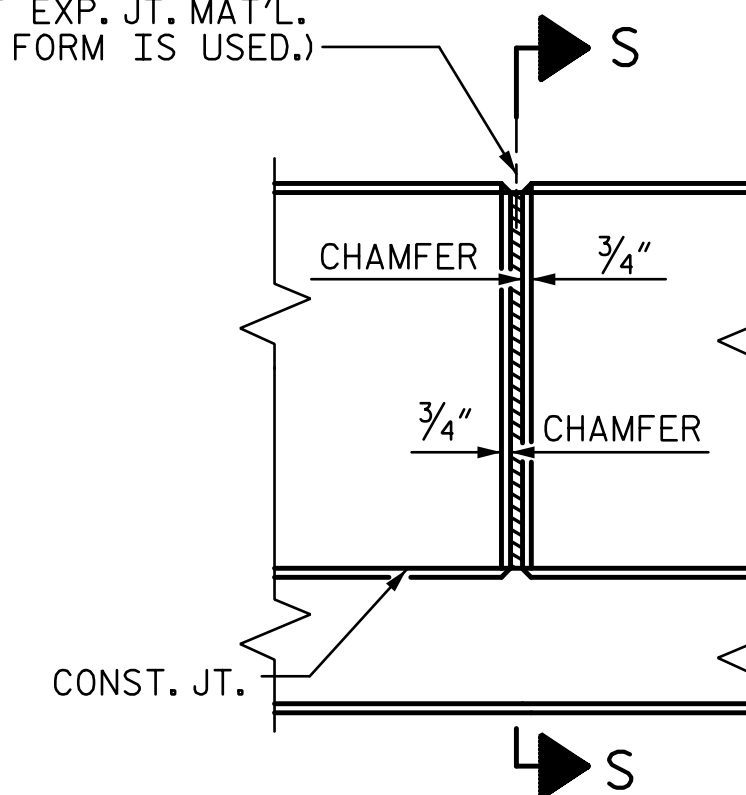 EXP. JT. MAT'L.
FORM IS USED.)
S
CHAMFER 3/4"
3/4" CHAMFER
CONST. JT.
S